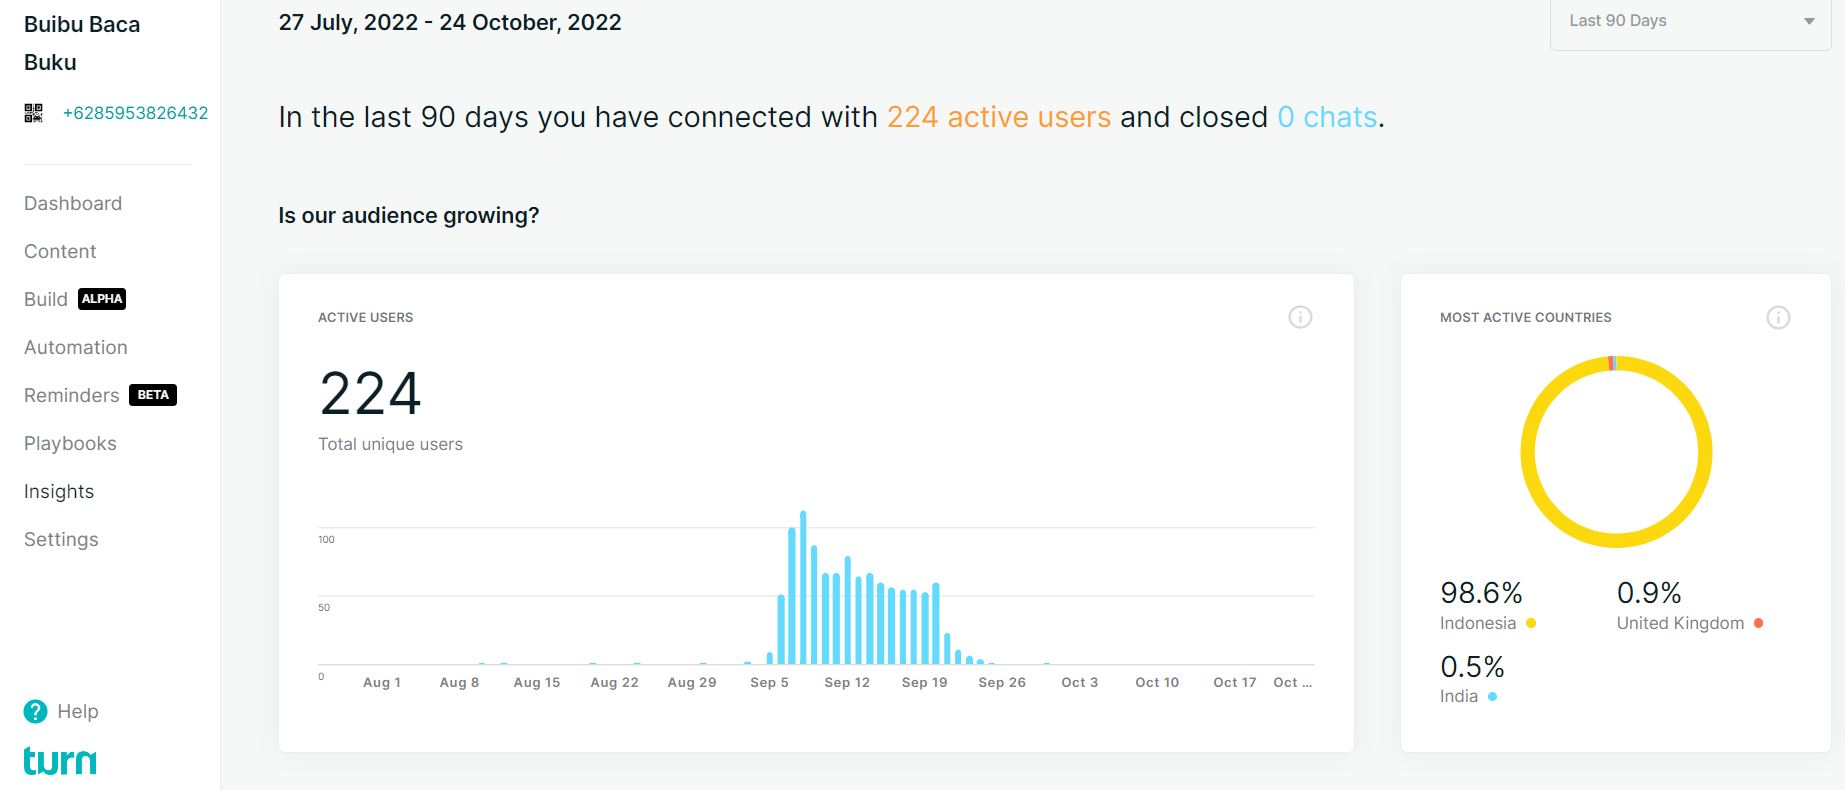 Buibu Baca
Buku
+6285953826432
Dashboard
Content
Build ALPHA
Automation
Reminders BETA
Playbooks
Insights
Settings
? Help
turn
27 July, 2022 - 24 October, 2022
Last 90 Days
In the last 90 days you have connected with 224 active users and closed 0 chats.
Is our audience growing?
ACTIVE USERS
224
Total unique users
100
50
0
Aug 1 Aug 8 Aug 15 Aug 22 Aug 29 Sep 5 Sep 12 Sep 19 Sep 26 Oct 3 Oct 10 Oct 17 Oct ...
MOST ACTIVE COUNTRIES
98.6% 0.9%
Indonesia United Kingdom
0.5%
India